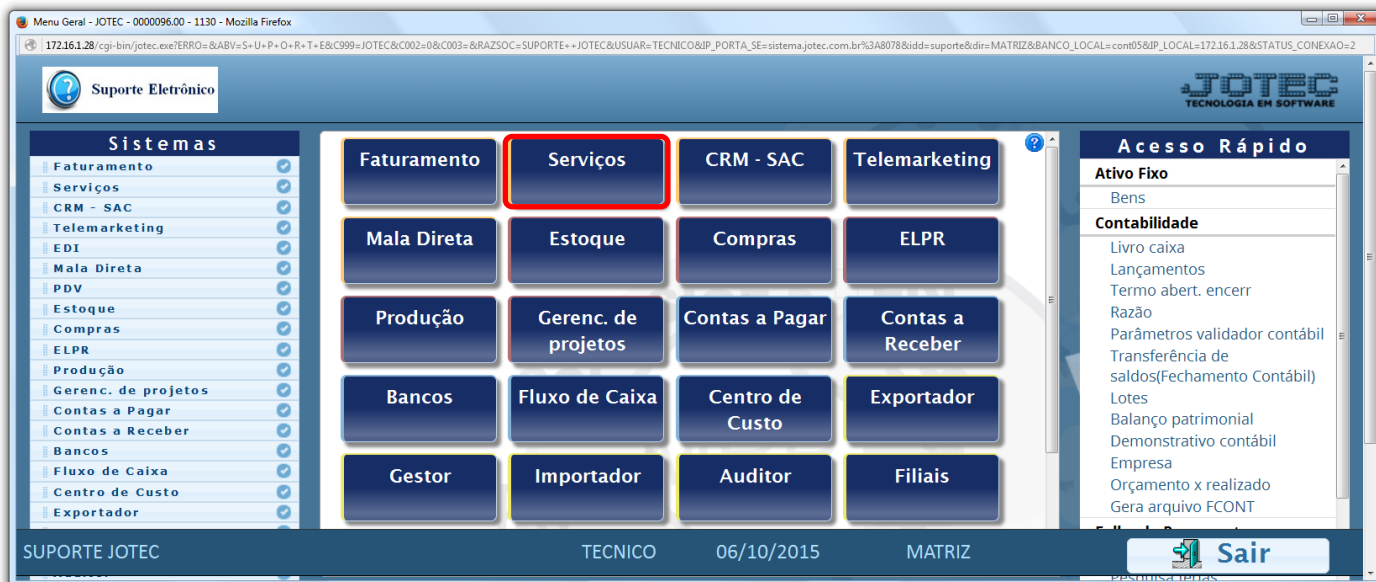 Menu Geral - JOTEC - 0000096.00 - 1130 - Mozilla Firefox
172.16.1.28/cgi-bin/jotec.exe?ERRO=&ABV=S+U+P+O+R+T+E&C999=JOTEC&C002=0&C003=&RAZSOC=SUPORTE++JOTEC&USUAR=TECNICO&IP_PORTA_SE=sistema.jotec.com.br%3A8078&idd=suporte&dir=MATRIZ&BANCO_LOCAL=cont05&IP_LOCAL=172.16.1.28&STATUS_CONEXAO=2
Suporte Eletrônico
JOTEC
TECNOLOGIA EM SOFTWARE
Sistemas
Faturamento
Serviços
CRM - SAC
Telemarketing
EDI
Mala Direta
PDV
Estoque
Compras
ELPR
Produção
Gerenc. de projetos
Contas a Pagar
Contas a Receber
Bancos
Fluxo de Caixa
Centro de Custo
Exportador
Faturamento
Serviços
CRM - SAC
Telemarketing
Mala Direta
Estoque
Compras
ELPR
Produção
Gerenc. de
projetos
Contas a Pagar
Contas a
Receber
Bancos
Fluxo de Caixa
Centro de
Custo
Exportador
Gestor
Importador
Auditor
Filiais
Acesso Rápido
Ativo Fixo
Bens
Contabilidade
Livro caixa
Lançamentos
Termo abert. encerr
Razão
Parâmetros validador contábil
Transferência de
saldos(Fechamento Contábil)
Lotes
Balanço patrimonial
Demonstrativo contábil
Empresa
Orçamento x realizado
Gera arquivo FCONT
SUPORTE JOTEC
TECNICO
06/10/2015
MATRIZ
Sair